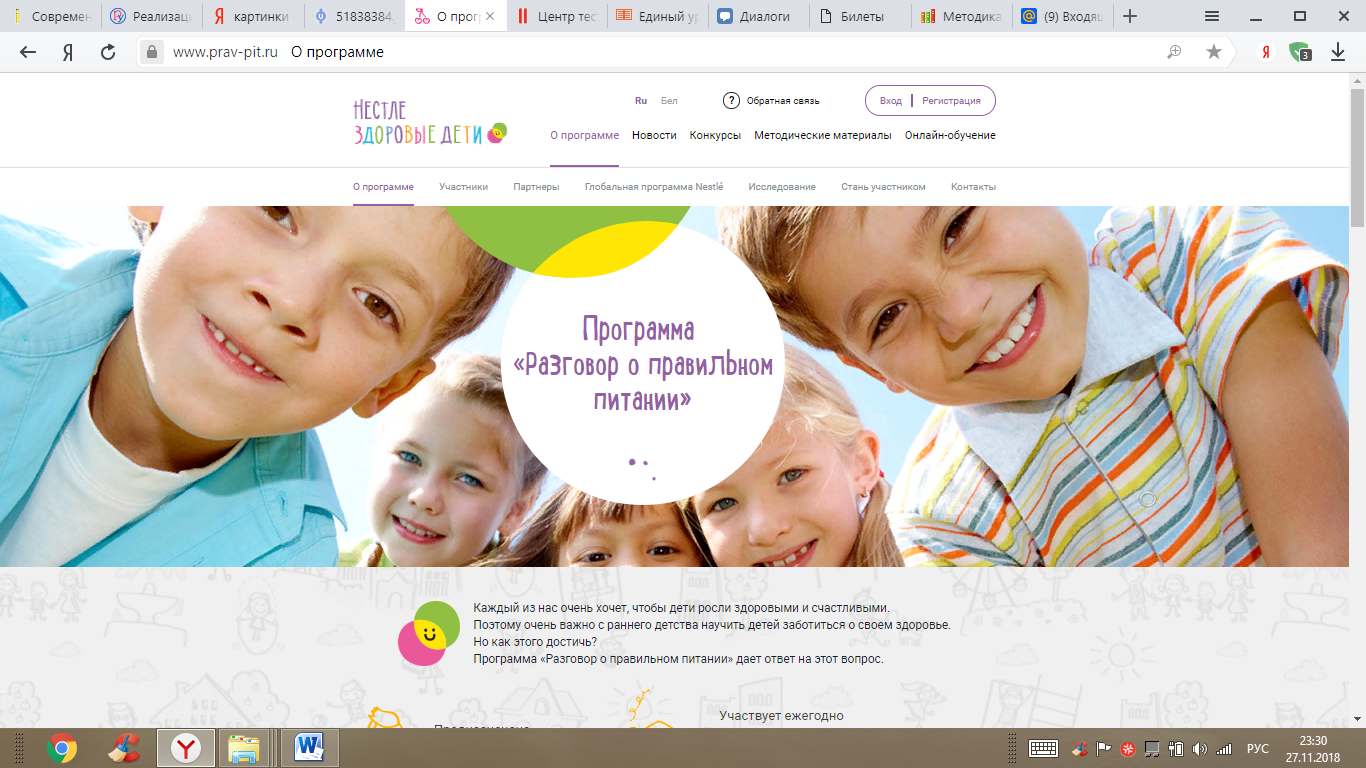 Современ
Реализаци
картинки
51838384
О прог
Центр тес
Единый ур
Диалоги
Билеты
Методика
(9) Входящ
www.prav-pit.ru О программе
3
НЕСТЛЕ
ЗДОРОВЫЕ ДЕТИ
Ru Бел
? Обратная связь
Вход | Регистрация
О программе Новости Конкурсы Методические материалы Онлайн-обучение
О программе Участники Партнеры Глобальная программа Nestlé Исследование Стань участником Контакты
Программа
«Разговор о правильном
питании»
Каждый из нас очень хочет, чтобы дети росли здоровыми и счастливыми.
Поэтому очень важно с раннего детства научить детей заботиться о своем здоровье.
Но как этого достичь?
Программа «Разговор о правильном питании» дает ответ на этот вопрос.
Участвует ежегодно
РУС
23:30
27.11.2018